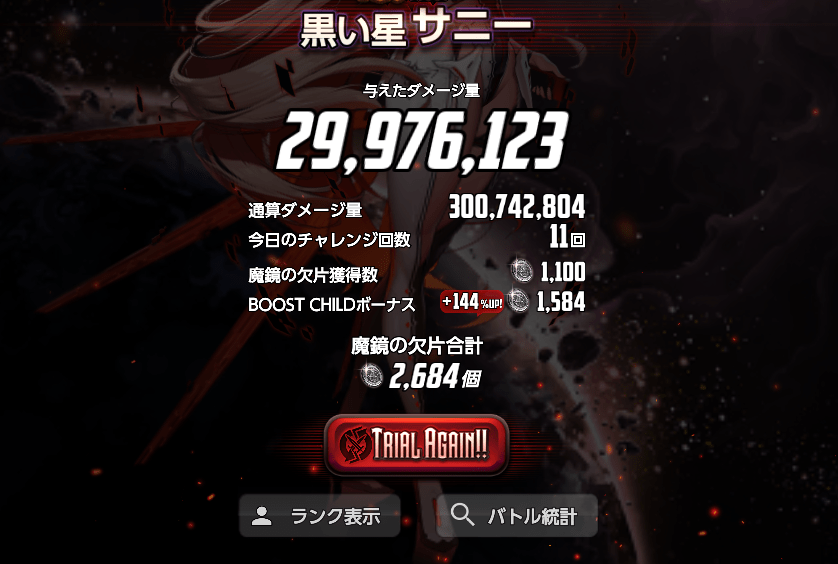 黒い星 サニー
与えたダメージ量
29,976,123
通算ダメージ量 300,742,804
今日のチャレンジ回数 11回
魔鏡の欠片獲得数 1,100
BOOST CHILDボーナス +144%UP! 1,584
魔鏡の欠片合計
2,684個
TRIAL AGAIN!!
ランク表示 バトル統計